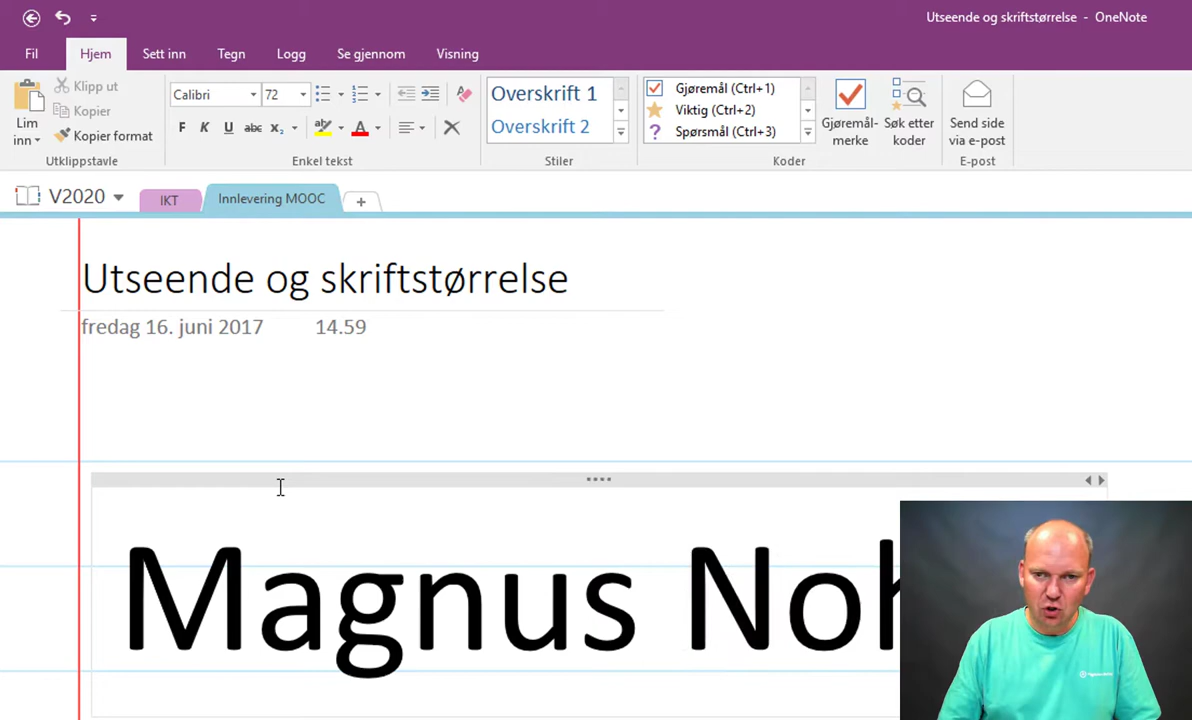 Utseende og skriftstørrelse - OneNote
Fil Hjem Sett inn Tegn Logg Se gjennom Visning
Lim inn
Klipp ut
Kopier
Kopier format
Utklippstavle
Calibri 72
F K U abc x₂ A
Enkel tekst
Overskrift 1
Overskrift 2
Stiler
Gjøremål (Ctrl+1)
Viktig (Ctrl+2)
? Spørsmål (Ctrl+3)
Gjøremål-
merke
Søk etter
koder
Koder
Send side
via e-post
E-post
V2020 IKT Innlevering MOOC +
Utseende og skriftstørrelse
fredag 16. juni 2017 14.59
Magnus Noh